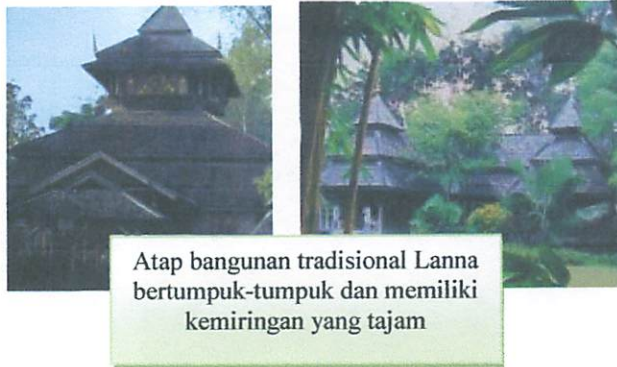 Atap bangunan tradisional Lanna
bertumpuk-tumpuk dan memiliki
kemiringan yang tajam